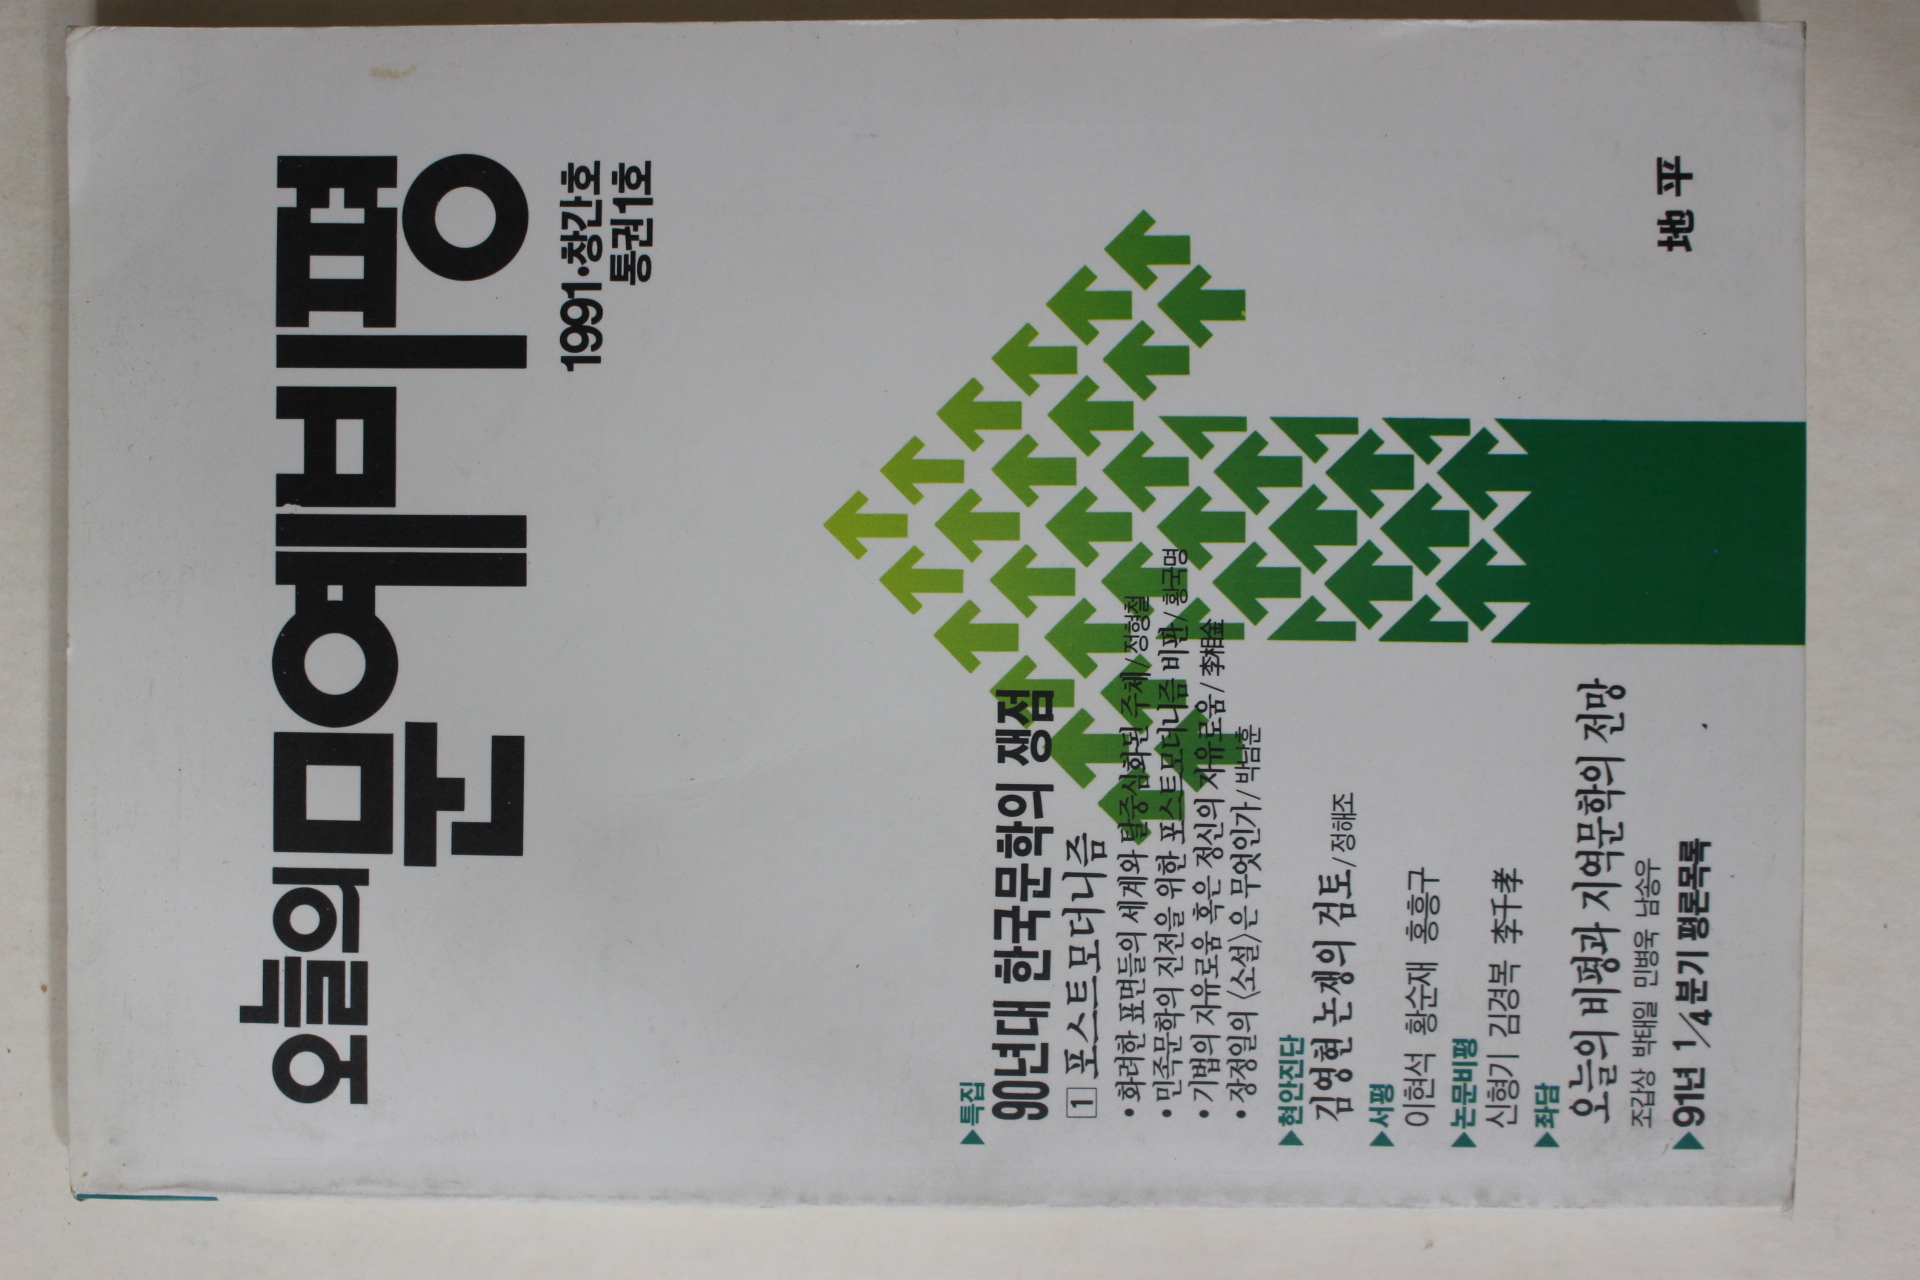 오늘의 문예비평
1991·창간호
통권1호
▶특집
90년대 한국문학의 쟁점
1 포스트모더니즘
• 화려한 표면들의 세계와 탈중심화된 주체/정형철
• 민족문학의 진전을 위한 포스트모더니즘 비판/황국명
• 기법의 자유로움 혹은 정신의 자유로움/李相金
• 장정일의 〈소설〉은 무엇인가/박남훈
▶현안진단
김영현 논쟁의 검토/정해조
▶서평
이현석 황순재 홍흥구
▶논문비평
신형기 김경복 李千孝
▶좌담
오늘의 비평과 지역문학의 전망
조갑상 박태일 민병욱 남송우
▶91년 1/4분기 평론목록
地平